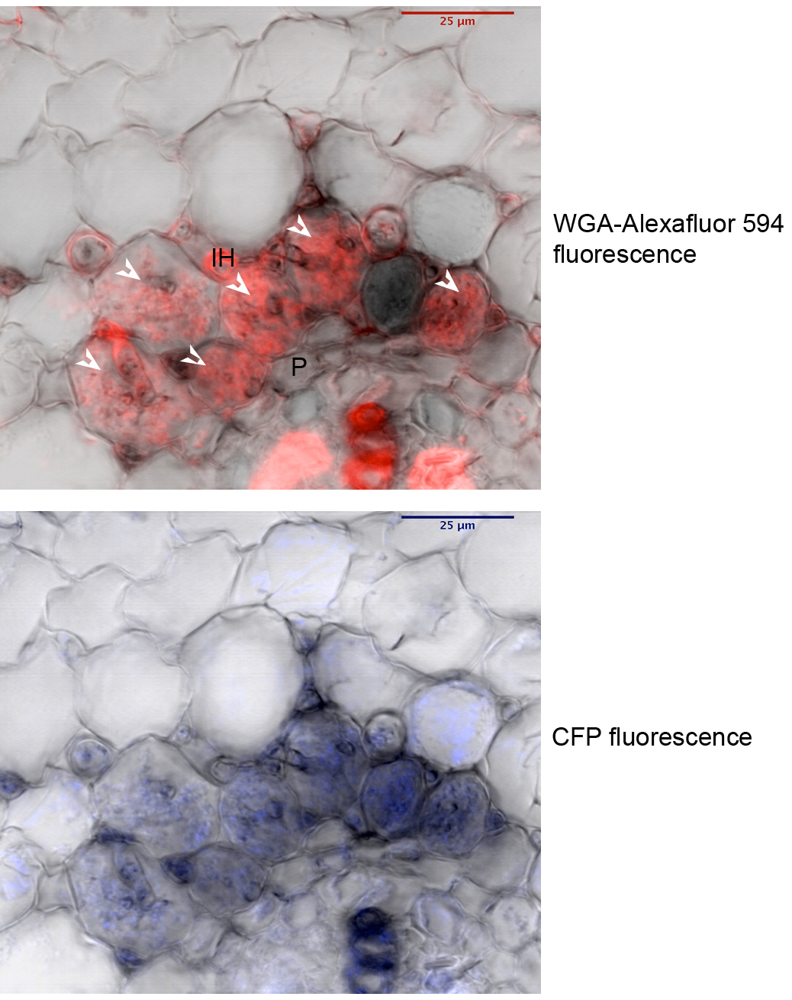 25 µm
WGA-Alexafluor 594
fluorescence
IH
P
25 µm
CFP fluorescence